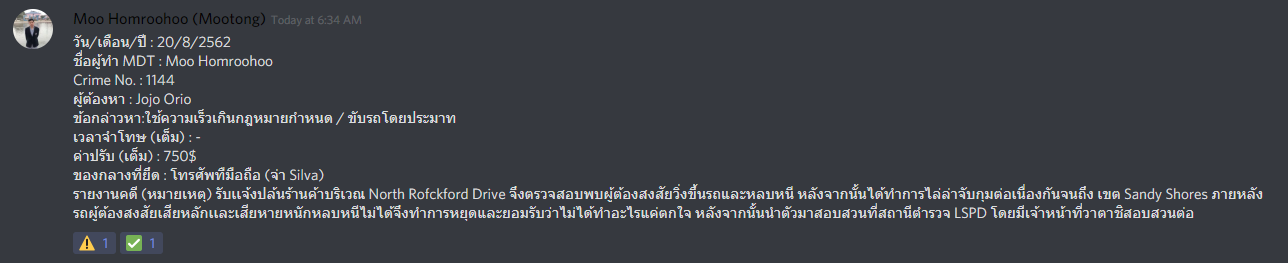 Moo Homroohoo (Mootong) Today at 6:34 AM
วัน/เดือน/ปี : 20/8/2562
ชื่อผู้ทำ MDT : Moo Homroohoo
Crime No. : 1144
ผู้ต้องหา : Jojo Orio
ข้อกล่าวหา:ใช้ความเร็วเกินกฎหมายกำหนด / ขับรถโดยประมาท
เวลาจำโทษ (เต็ม) : -
ค่าปรับ (เต็ม) : 750$
ของกลางที่ยึด : โทรศัพท์มือถือ (จ่า Silva)
รายงานคดี (หมายเหตุ) รับแจ้งปล้นร้านค้าบริเวณ North Rofckford Drive จึงตรวจสอบพบผู้ต้องสงสัยวิ่งขึ้นรถและหลบหนี หลังจากนั้นได้ทำการไล่ล่าจับกุมต่อเนื่องกันจนถึง เขต Sandy Shores ภายหลัง
รถผู้ต้องสงสัยเสียหลักและเสียหายหนักหลบหนีไม่ได้จึงทำการหยุดและยอมรับว่าไม่ได้ทำอะไรแค่ตกใจ หลังจากนั้นนำตัวมาสอบสวนที่สถานีตำรวจ LSPD โดยมีเจ้าหน้าที่วาตาชิสอบสวนต่อ
1 1